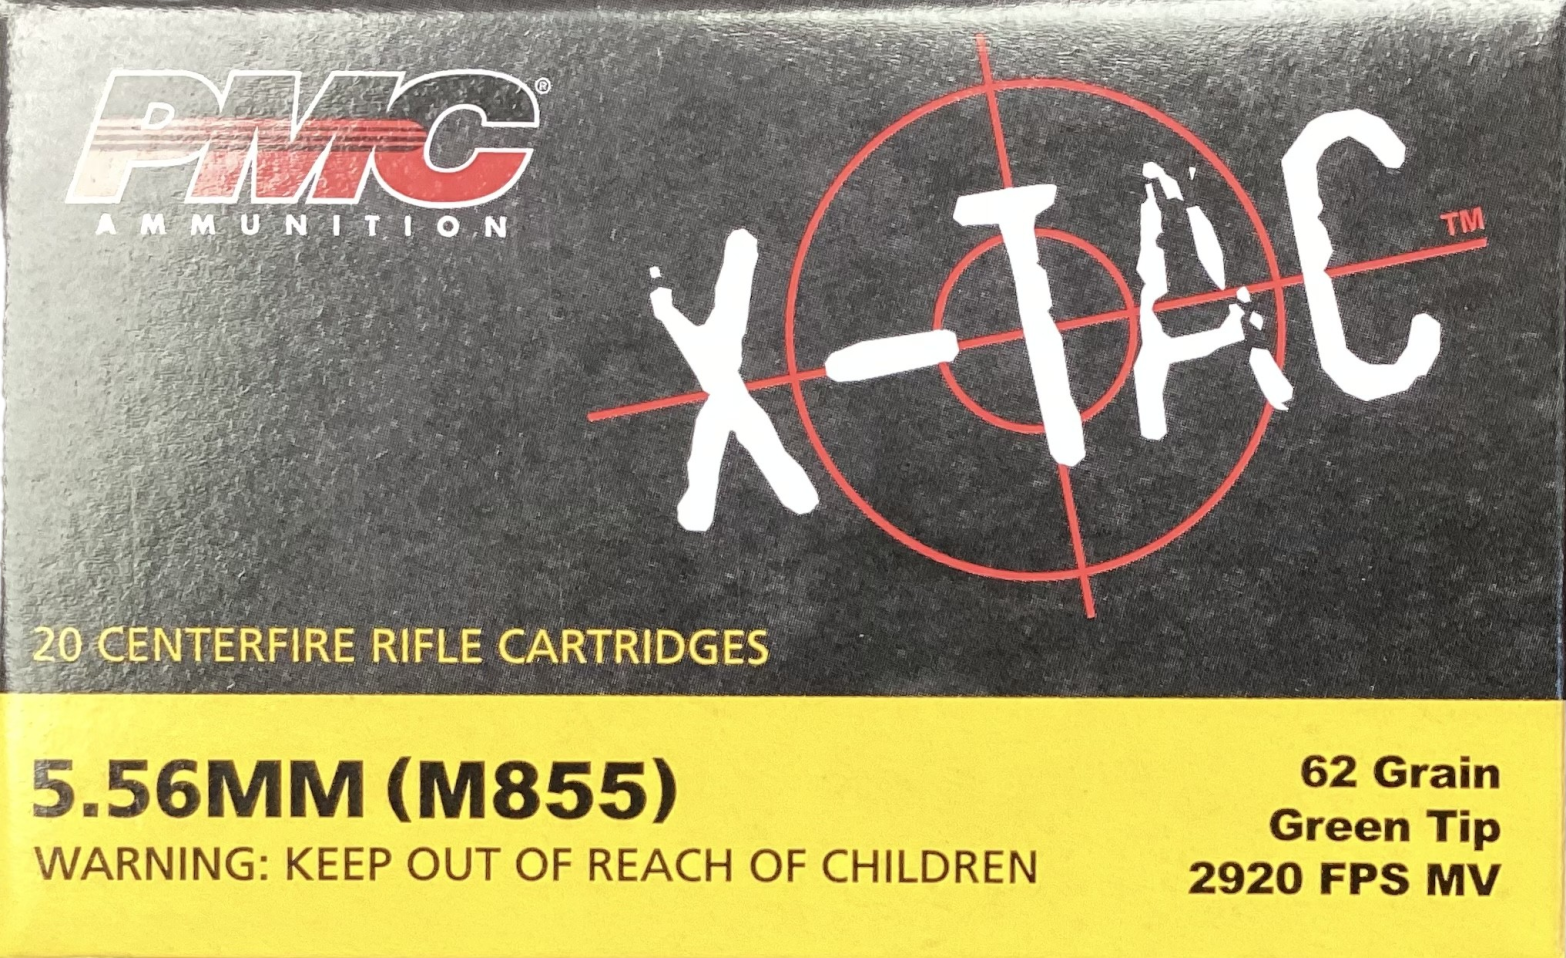 PMC®
AMMUNITION
X-TAC™
20 CENTERFIRE RIFLE CARTRIDGES
5.56MM (M855)
WARNING: KEEP OUT OF REACH OF CHILDREN
62 Grain
Green Tip
2920 FPS MV